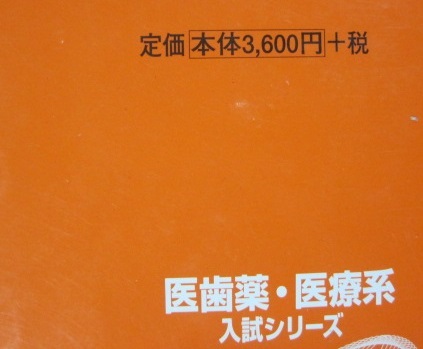 定価本体3,600円+税
医歯薬・医療系
入試シリーズ